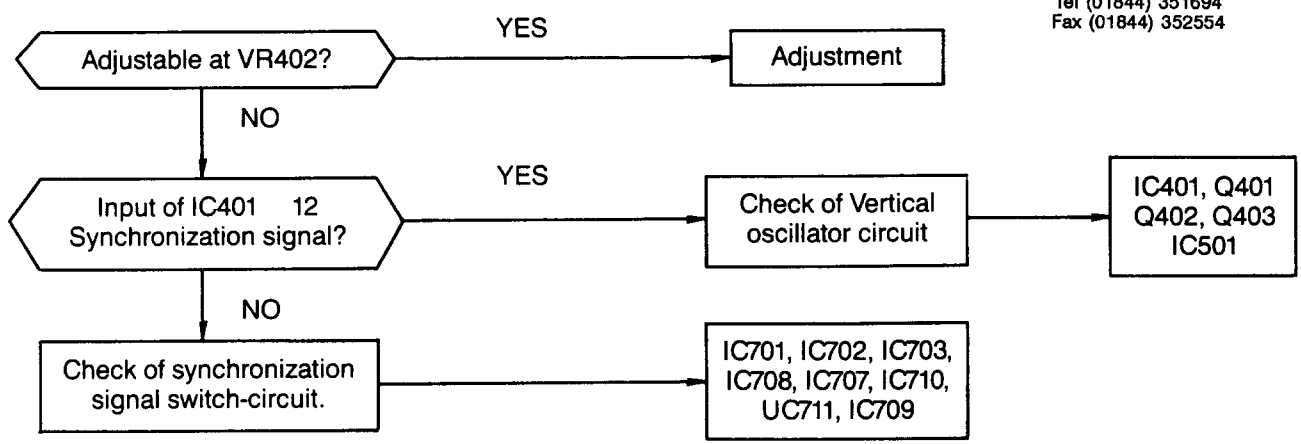 Tel (01844) 351694
Fax (01844) 352554
Adjustable at VR402?
YES
Adjustment
NO
Input of IC401 12
Synchronization signal?
YES
Check of Vertical
oscillator circuit
IC401, Q401
Q402, Q403
IC501
NO
Check of synchronization
signal switch-circuit.
IC701, IC702, IC703,
IC708, IC707, IC710,
UC711, IC709